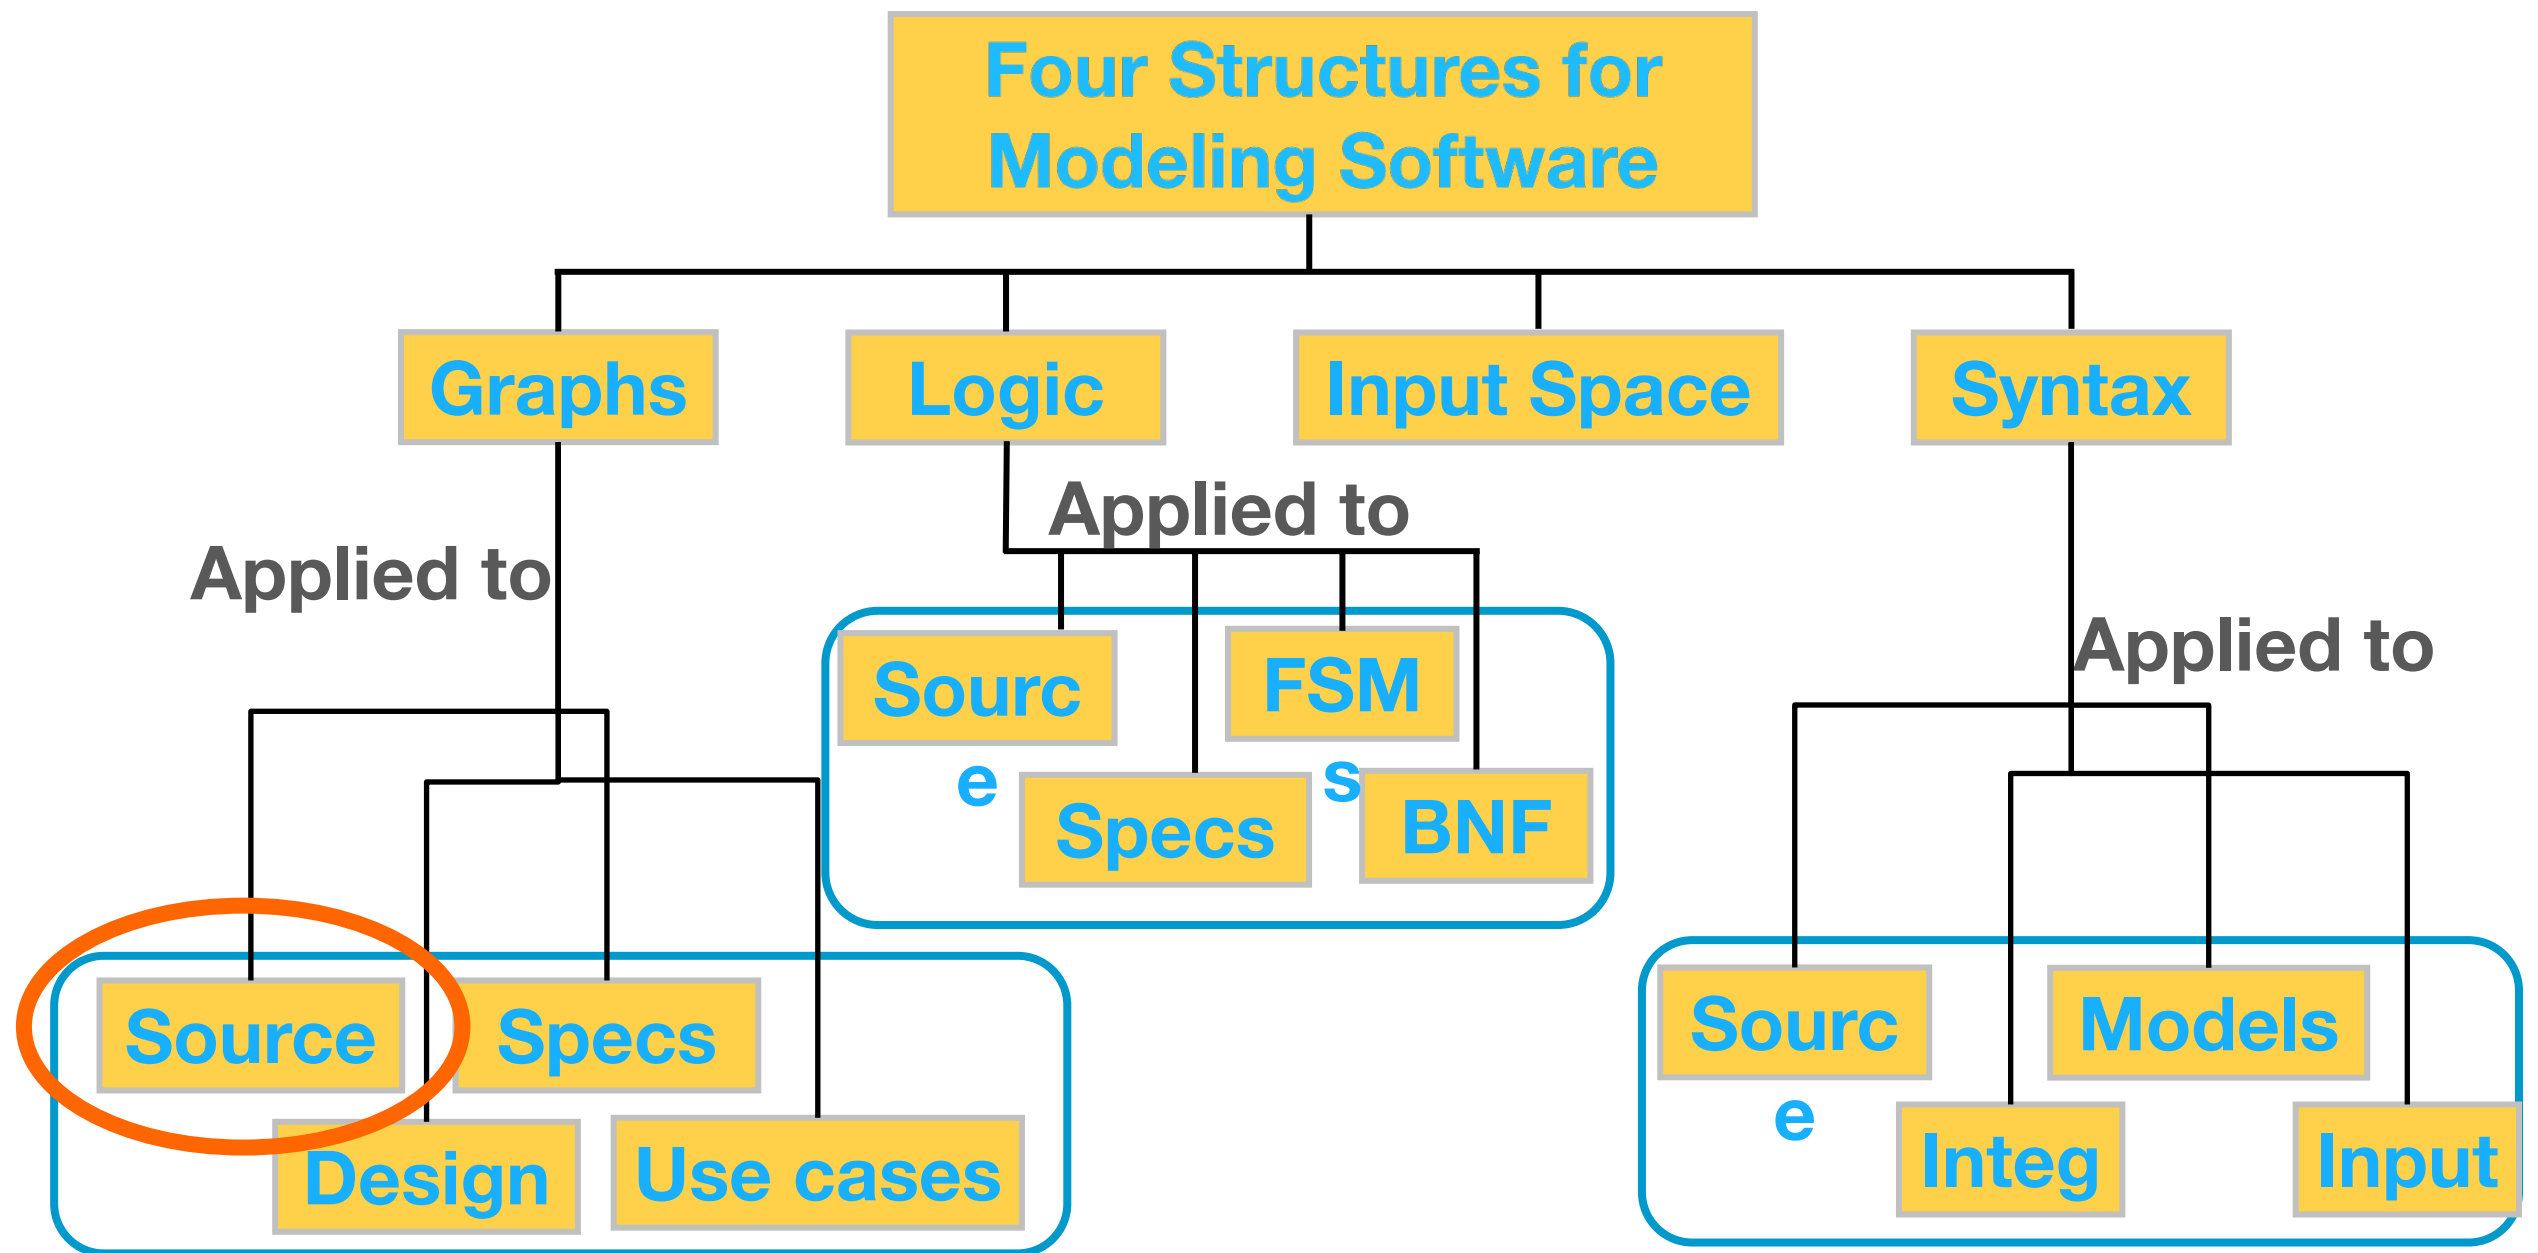 Four Structures for
Modeling Software
Graphs
Logic
Input Space
Syntax
Applied to
Applied to
Applied to
Sourc
e
FSM
s
Specs
BNF
Source
Specs
Design
Use cases
Sourc
e
Models
Integ
Input